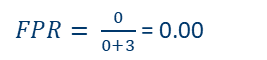 FPR = 0/0+3 = 0.00